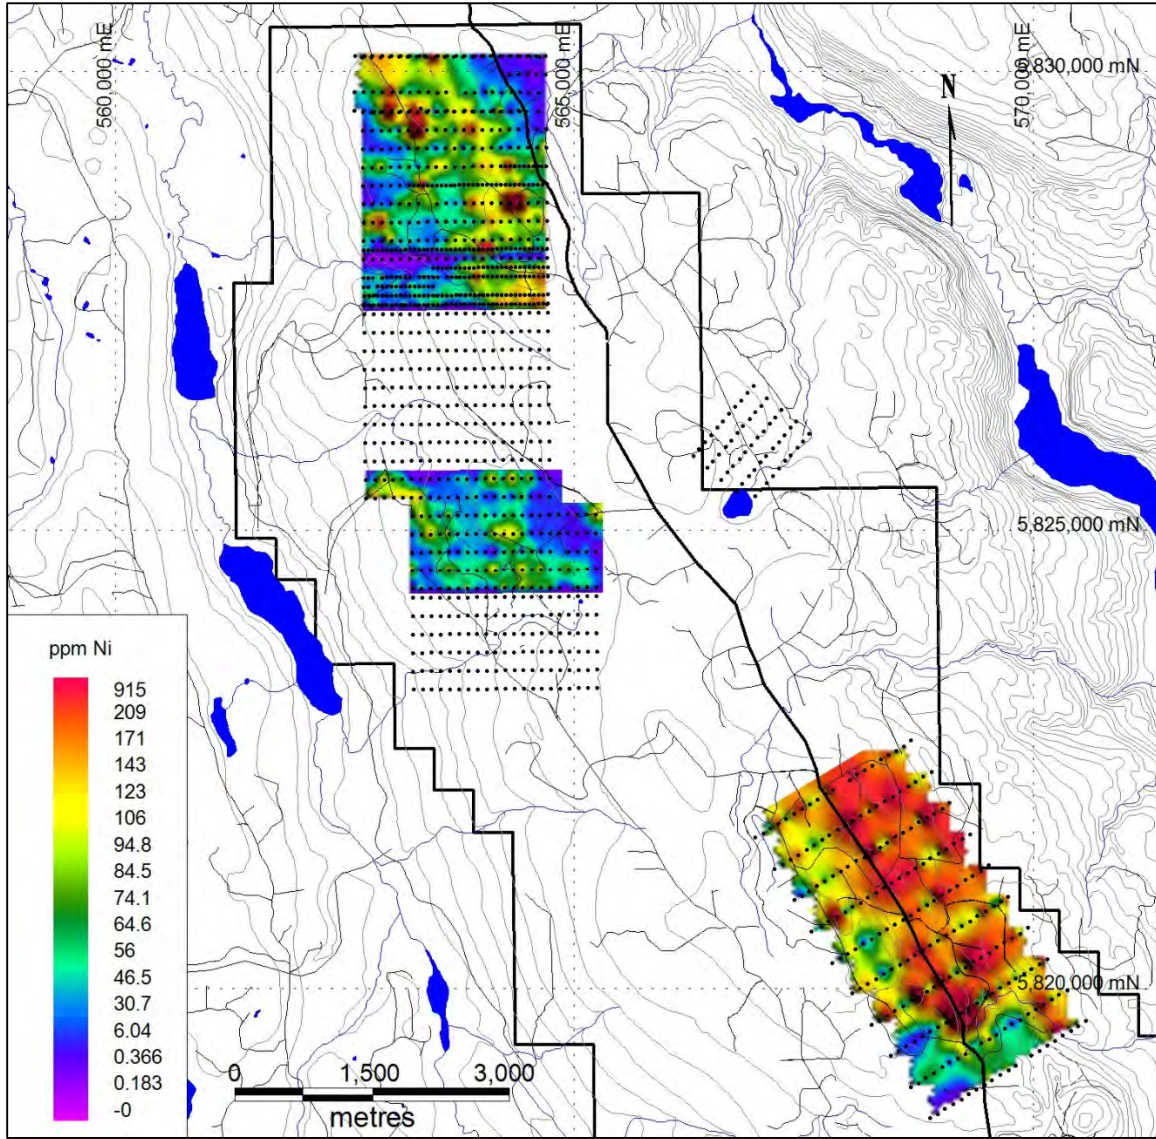 560,000 mE
565,000 mE
570,000 mE
5,830,000 mN
N
5,825,000 mN
ppm Ni
915
209
171
143
123
106
94.8
84.5
74.1
64.6
56
46.5
30.7
6.04
0.366
0.183
-0
5,820,000 mN
0 1,500 3,000
metres